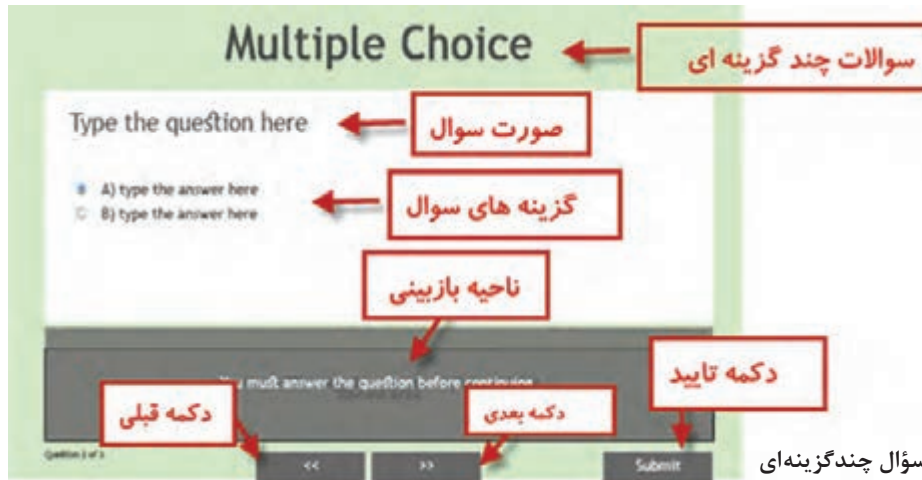 Multiple Choice
سوالات چند گزینه ای
Type the question here
صورت سوال
A) type the answer here
B) type the answer here
گزینه های سوال
ناحیه بازبینی
You must answer the question before continuing
دکمه تایید
دکمه قبلی
دکمه بعدی
<<
>>
Submit
سؤال چندگزینه‌ای